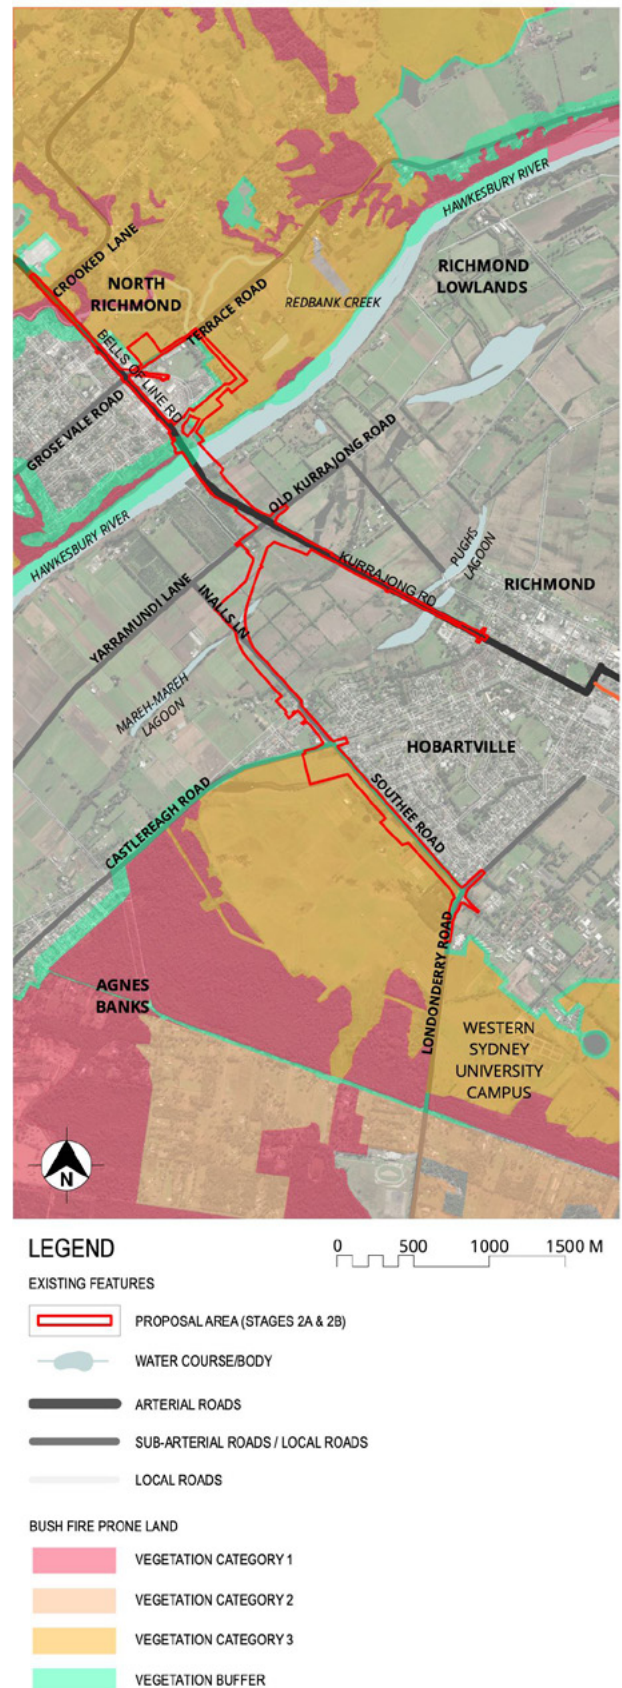 HAWKESBURY RIVER
CROOKED LANE
NORTH
RICHMOND
RICHMOND
LOWLANDS
TERRACE ROAD
REDBANK CREEK
BELLS OF LINE RD
GROSE VALE ROAD
OLD KURRAJONG ROAD
HAWKESBURY RIVER
PUGHS
LAGOON
KURRAJONG RD
RICHMOND
YARRAMUNDI LANE
INALLS LN
MAREH-MAREH
LAGOON
HOBARTVILLE
SOUTHEE ROAD
CASTLEREAGH ROAD
LONDONDERRY ROAD
AGNES
BANKS
WESTERN
SYDNEY
UNIVERSITY
CAMPUS
N
LEGEND
0 500 1000 1500 M
EXISTING FEATURES
PROPOSAL AREA (STAGES 2A & 2B)
WATER COURSE/BODY
ARTERIAL ROADS
SUB-ARTERIAL ROADS / LOCAL ROADS
LOCAL ROADS
BUSH FIRE PRONE LAND
VEGETATION CATEGORY 1
VEGETATION CATEGORY 2
VEGETATION CATEGORY 3
VEGETATION BUFFER